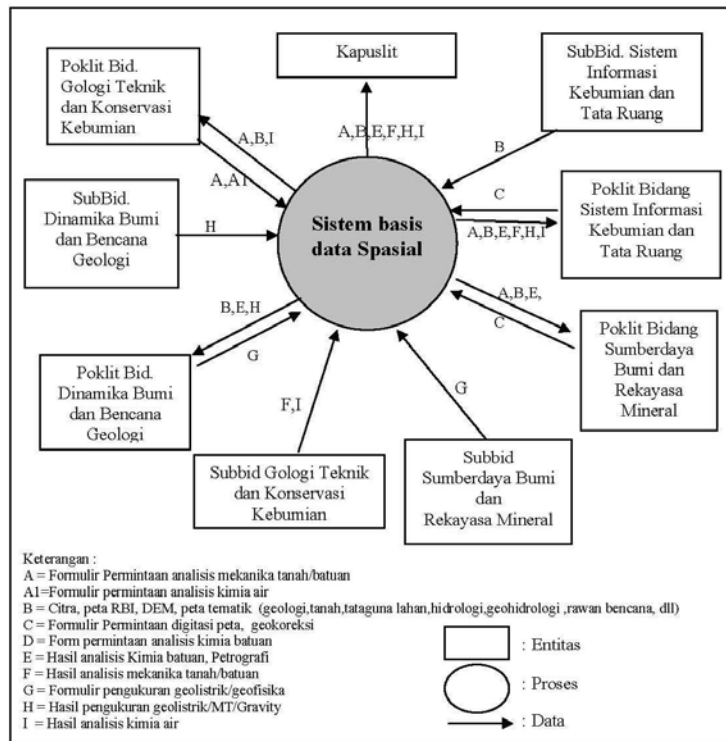 Kapuslit
Poklit Bid.
Gologi Teknik
dan Konservasi
Kebumian
SubBid. Sistem
Informasi
Kebumian dan
Tata Ruang
A,B,E,F,H,I
A,B,I
A,A1
B
SubBid.
Dinamika Bumi
dan Bencana
Geologi
H
Sistem basis
data Spasial
C
A,B,E,F,H,I
Poklit Bidang
Sistem Informasi
Kebumian dan
Tata Ruang
A,B,E,
C
B,E,H
G
Poklit Bidang
Sumberdaya
Bumi dan
Rekayasa
Mineral
Poklit Bid.
Dinamika Bumi
dan Bencana
Geologi
F,I
G
Subbid Gologi Teknik
dan Konservasi
Kebumian
Subbid
Sumberdaya Bumi
dan
Rekayasa Mineral
Keterangan :
A = Formulir Permintaan analisis mekanika tanah/batuan
A1=Formulir permintaan analisis kimia air
B = Citra, peta RBI, DEM, peta tematik (geologi,tanah,tataguna lahan,hidrologi,geohidrologi ,rawan bencana, dll)
C = Formulir Permintaan digitasi peta, geokoreksi
D = Form permintaan analisis kimia batuan
E = Hasil analisis Kimia batuan, Petrografi
F = Hasil analisis mekanika tanah/batuan
G = Formulir pengukuran geolistrik/geofisika
H = Hasil pengukuran geolistrik/MT/Gravity
I = Hasil analisis kimia air
: Entitas
: Proses
: Data